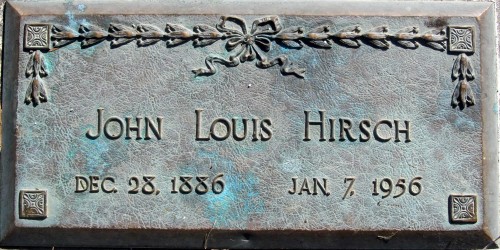 JOHN LOUIS HIRSCH
DEC. 28, 1886 JAN. 7, 1956